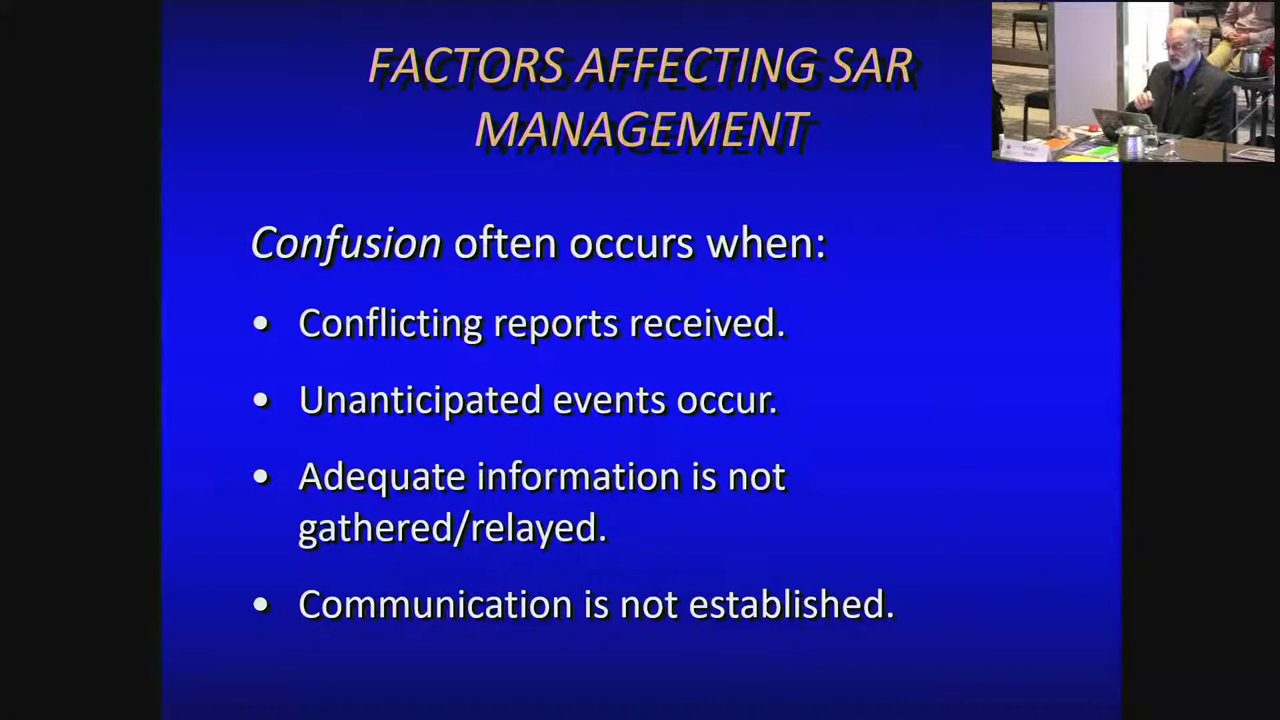 FACTORS AFFECTING SAR
MANAGEMENT
Confusion often occurs when:
• Conflicting reports received.
• Unanticipated events occur.
• Adequate information is not
gathered/relayed.
• Communication is not established.